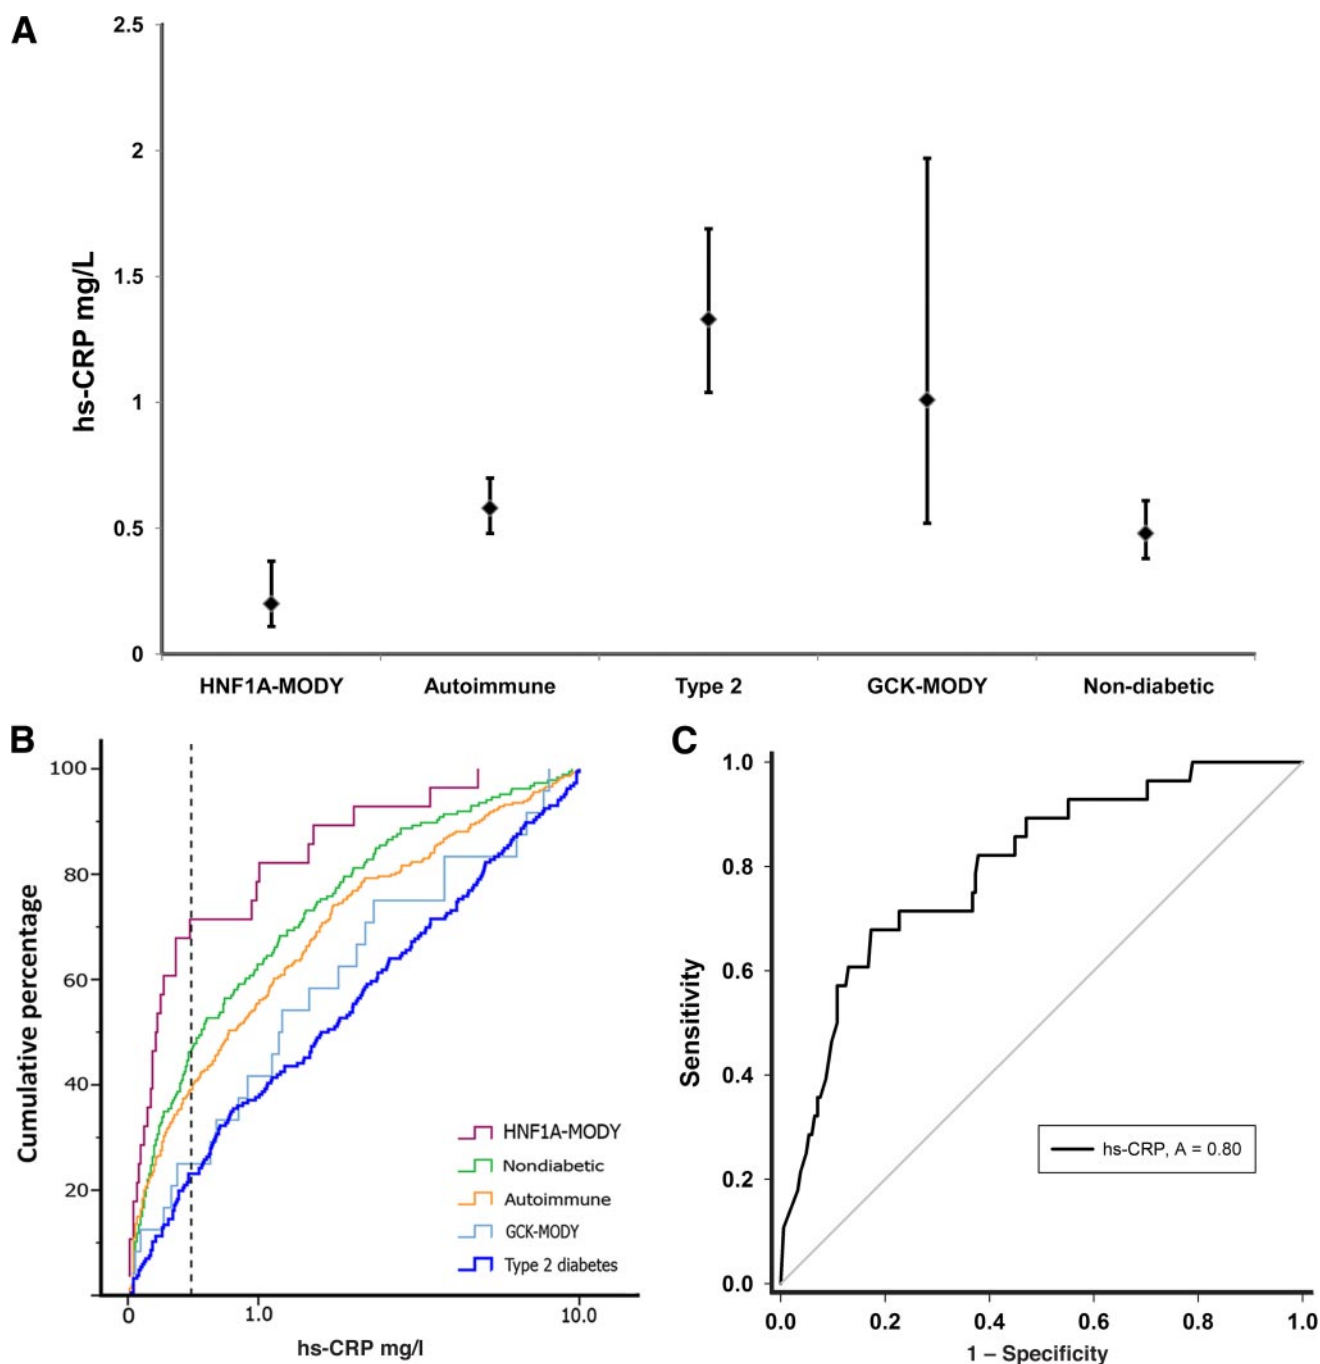 A
2.5
2
1.5
1
0.5
0
hs-CRP mg/L
HNF1A-MODY Autoimmune Type 2 GCK-MODY Non-diabetic
B
100
80
60
40
20
Cumulative percentage
HNF1A-MODY
Nondiabetic
Autoimmune
GCK-MODY
Type 2 diabetes
0 1.0 10.0
hs-CRP mg/l
C
1.0
0.8
0.6
0.4
0.2
0.0
Sensitivity
hs-CRP, A = 0.80
0.0 0.2 0.4 0.6 0.8 1.0
1 – Specificity